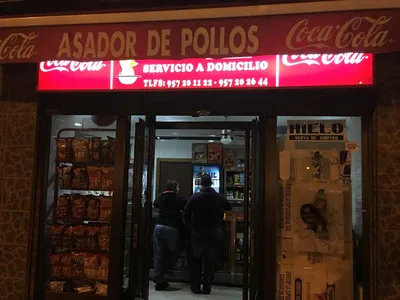 Coca-Cola ASADOR DE POLLOS Coca-Cola
Coca-Cola SERVICIO A DOMICILIO Coca-Cola
TLFS: 957 20 11 22 - 957 20 26 44
HIELO